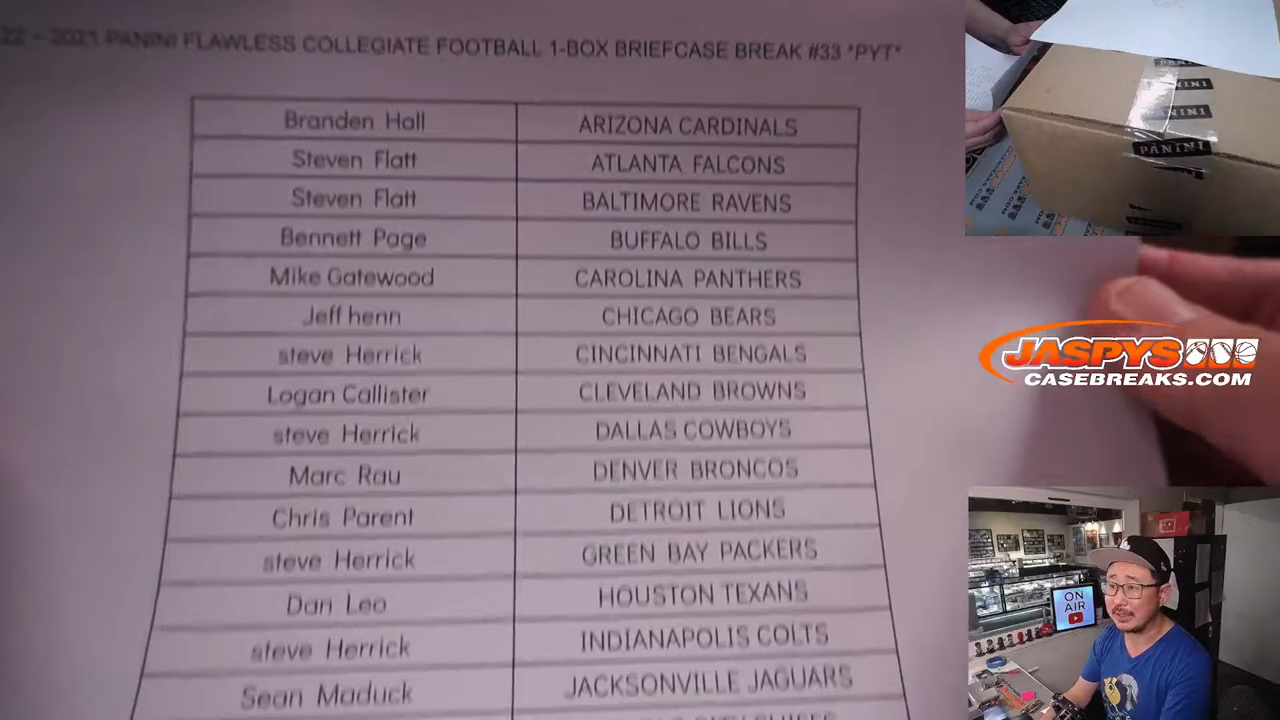 22 – 2021 PANINI FLAWLESS COLLEGIATE FOOTBALL 1-BOX BRIEFCASE BREAK #33 *PYT*
Branden Hall ARIZONA CARDINALS
Steven Flatt ATLANTA FALCONS
Steven Flatt BALTIMORE RAVENS
Bennett Page BUFFALO BILLS
Mike Gatewood CAROLINA PANTHERS
Jeff henn CHICAGO BEARS
steve Herrick CINCINNATI BENGALS
Logan Callister CLEVELAND BROWNS
steve Herrick DALLAS COWBOYS
Marc Rau DENVER BRONCOS
Chris Parent DETROIT LIONS
steve Herrick GREEN BAY PACKERS
Dan Leo HOUSTON TEXANS
steve Herrick INDIANAPOLIS COLTS
Sean Maduck JACKSONVILLE JAGUARS
PANINI
PANINI
PANINI
JASPYS
CASEBREAKS.COM
ON
AIR